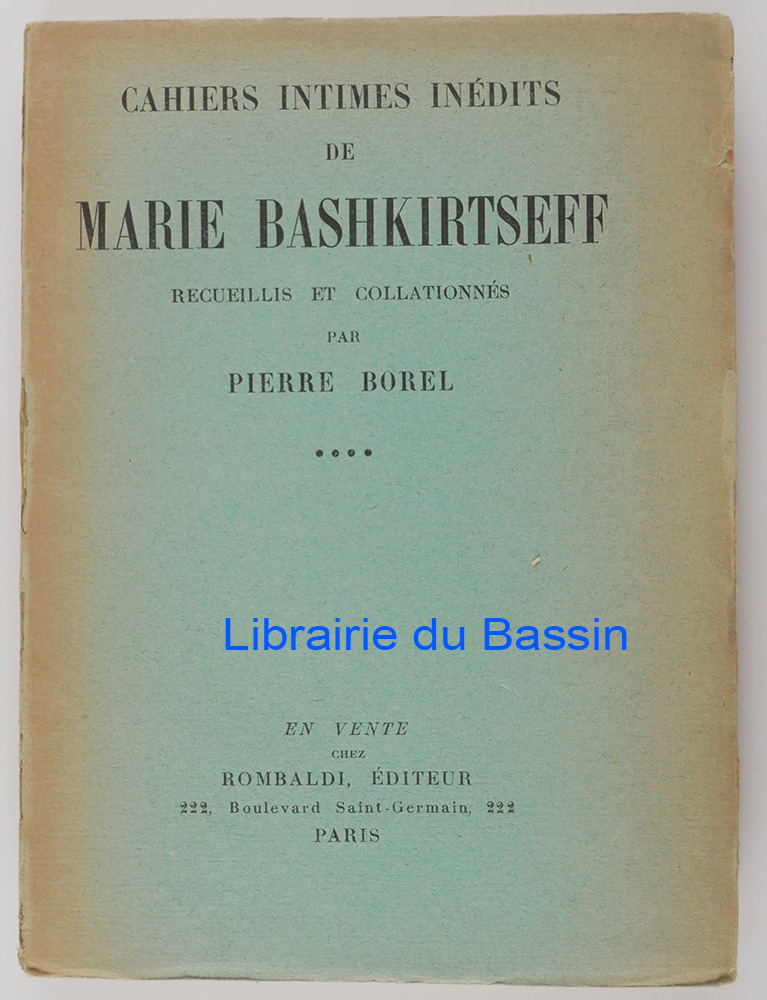 CAHIERS INTIMES INÉDITS
DE
MARIE BASHKIRTSEFF
RECUEILLIS ET COLLATIONNÉS
PAR
PIERRE BOREL
••••
Librairie du Bassin
EN VENTE
CHEZ
ROMBALDI, ÉDITEUR
222, Boulevard Saint-Germain, 222
PARIS